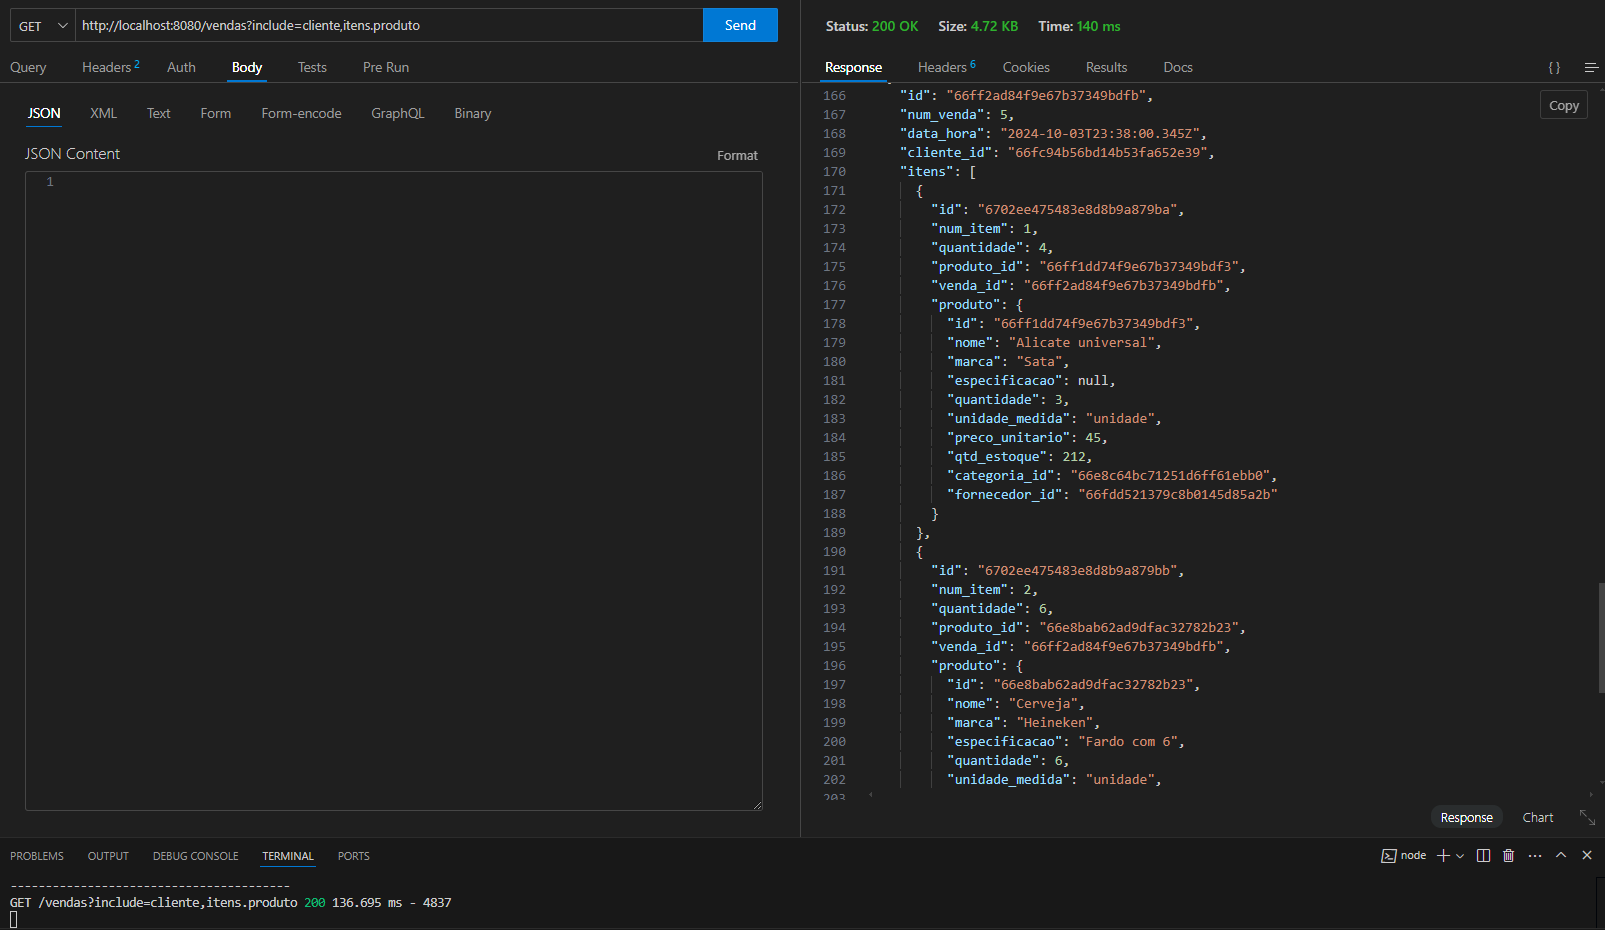 GET
http://localhost:8080/vendas?include=cliente,itens.produto
Send
Query Headers 2 Auth Body Tests Pre Run
JSON XML Text Form Form-encode GraphQL Binary
JSON Content
Format
1
Status: 200 OK Size: 4.72 KB Time: 140 ms
Response Headers 6 Cookies Results Docs
{ }
Copy
166 "id": "66ff2ad84f9e67b37349bdfb",
167 "num_venda": 5,
168 "data_hora": "2024-10-03T23:38:00.345Z",
169 "cliente_id": "66fc94b56bd14b53fa652e39",
170 "itens": [
171 {
172 "id": "6702ee475483e8d8b9a879ba",
173 "num_item": 1,
174 "quantidade": 4,
175 "produto_id": "66ff1dd74f9e67b37349bdf3",
176 "venda_id": "66ff2ad84f9e67b37349bdfb",
177 "produto": {
178 "id": "66ff1dd74f9e67b37349bdf3",
179 "nome": "Alicate universal",
180 "marca": "Sata",
181 "especificacao": null,
182 "quantidade": 3,
183 "unidade_medida": "unidade",
184 "preco_unitario": 45,
185 "qtd_estoque": 212,
186 "categoria_id": "66e8c64bc71251d6ff61ebb0",
187 "fornecedor_id": "66fdd521379c8b0145d85a2b"
188 }
189 },
190 {
191 "id": "6702ee475483e8d8b9a879bb",
192 "num_item": 2,
193 "quantidade": 6,
194 "produto_id": "66e8bab62ad9dfac32782b23",
195 "venda_id": "66ff2ad84f9e67b37349bdfb",
196 "produto": {
197 "id": "66e8bab62ad9dfac32782b23",
198 "nome": "Cerveja",
199 "marca": "Heineken",
200 "especificacao": "Fardo com 6",
201 "quantidade": 6,
202 "unidade_medida": "unidade",
203
Response Chart
PROBLEMS OUTPUT DEBUG CONSOLE TERMINAL PORTS
node
----------------------------------------
GET /vendas?include=cliente,itens.produto 200 136.695 ms - 4837